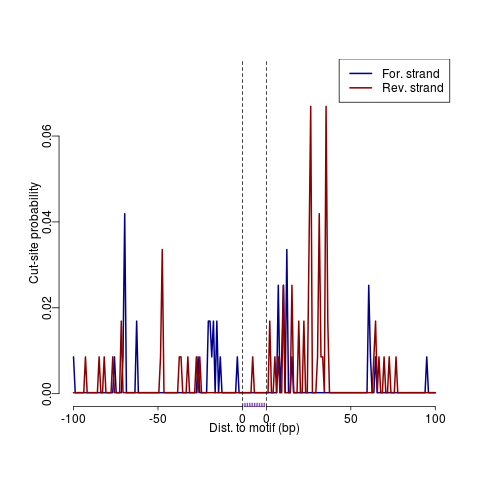 For. strand
Rev. strand
Cut-site probability
0.06
0.04
0.02
0.00
-100 -50 0 0 50 100
Dist. to motif (bp)